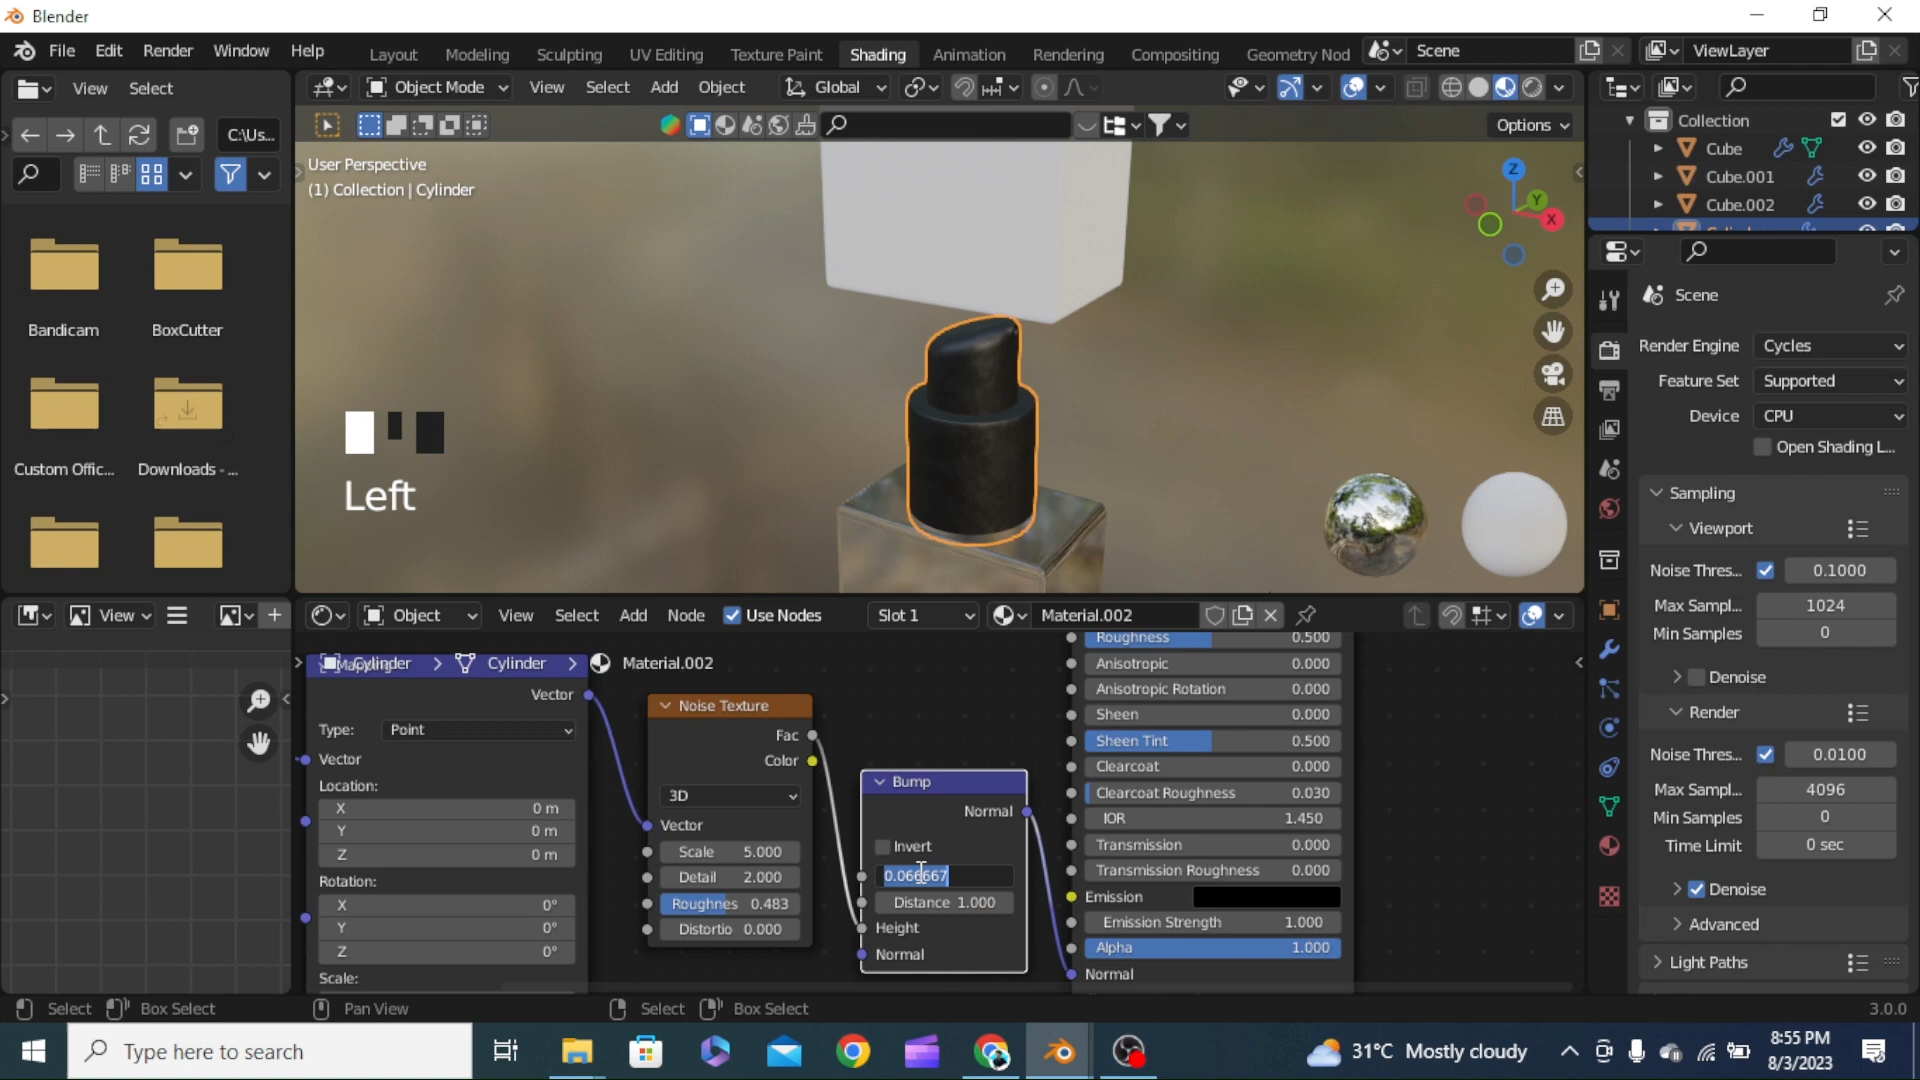 Blender
File Edit Render Window Help
Layout Modeling Sculpting UV Editing Texture Paint Shading Animation Rendering Compositing Geometry Nod
Scene ViewLayer
View Select
Object Mode View Select Add Object Global
C:\Us...
Options
User Perspective
(1) Collection | Cylinder
Z
Y
X
Bandicam BoxCutter
Custom Offic... Downloads - ...
Left
Collection
Cube
Cube.001
Cube.002
Scene
Render Engine Cycles
Feature Set Supported
Device CPU
Open Shading L...
Sampling
Viewport
Noise Thres... 0.1000
Max Sampl... 1024
Min Samples 0
Denoise
Render
Noise Thres... 0.0100
Max Sampl... 4096
Min Samples 0
Time Limit 0 sec
Denoise
Advanced
Light Paths
View
Object View Select Add Node Use Nodes Slot 1 Material.002
Mapping
Cylinder > Cylinder > Material.002
Vector
Type: Point
Vector
Location:
X 0 m
Y 0 m
Z 0 m
Rotation:
X 0°
Y 0°
Z 0°
Scale:
Noise Texture
Fac
Color
3D
Vector
Scale 5.000
Detail 2.000
Roughnes 0.483
Distortio 0.000
Bump
Normal
Invert
0.066667
Distance 1.000
Height
Normal
Roughness 0.500
Anisotropic 0.000
Anisotropic Rotation 0.000
Sheen 0.000
Sheen Tint 0.500
Clearcoat 0.000
Clearcoat Roughness 0.030
IOR 1.450
Transmission 0.000
Transmission Roughness 0.000
Emission
Emission Strength 1.000
Alpha 1.000
Normal
Select Box Select Pan View Select Box Select 3.0.0
Type here to search
31°C Mostly cloudy
8:55 PM
8/3/2023